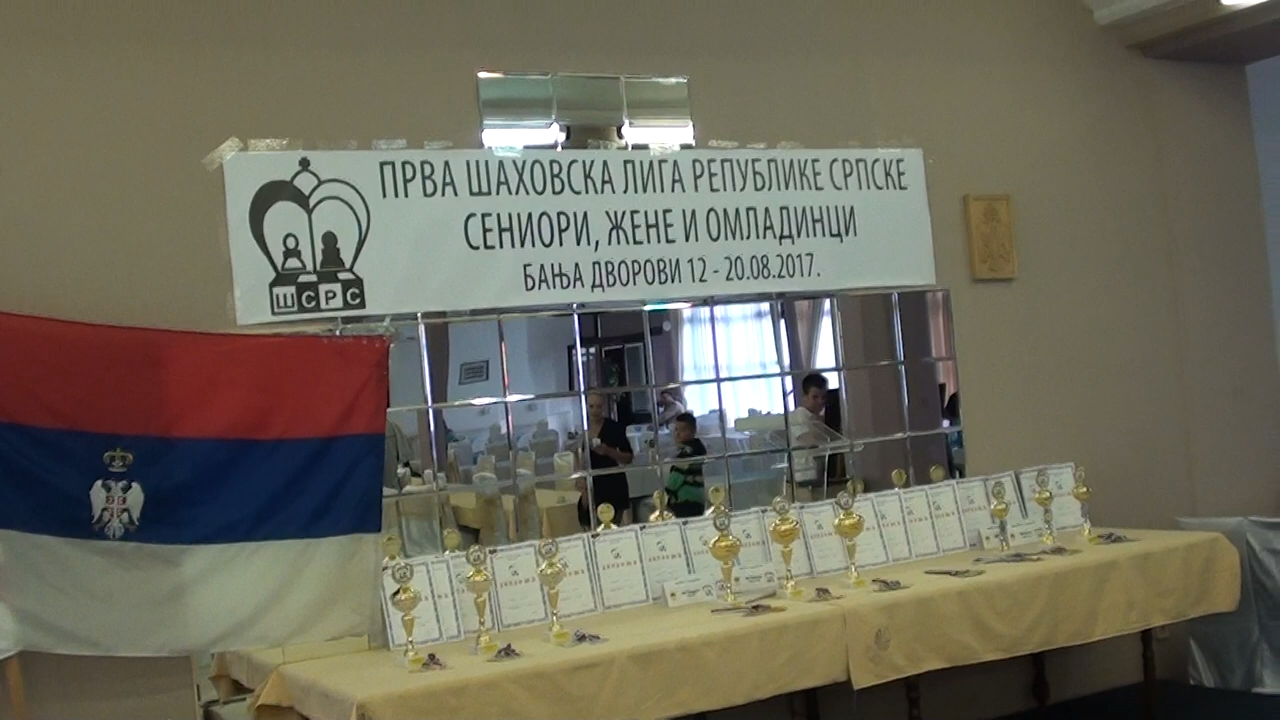 ПРВА ШАХОВСКА ЛИГА РЕПУБЛИКЕ СРПСКЕ
СЕНИОРИ, ЖЕНЕ И ОМЛАДИНЦИ
БАЊА ДВОРОВИ 12 - 20.08.2017.
ШСРС